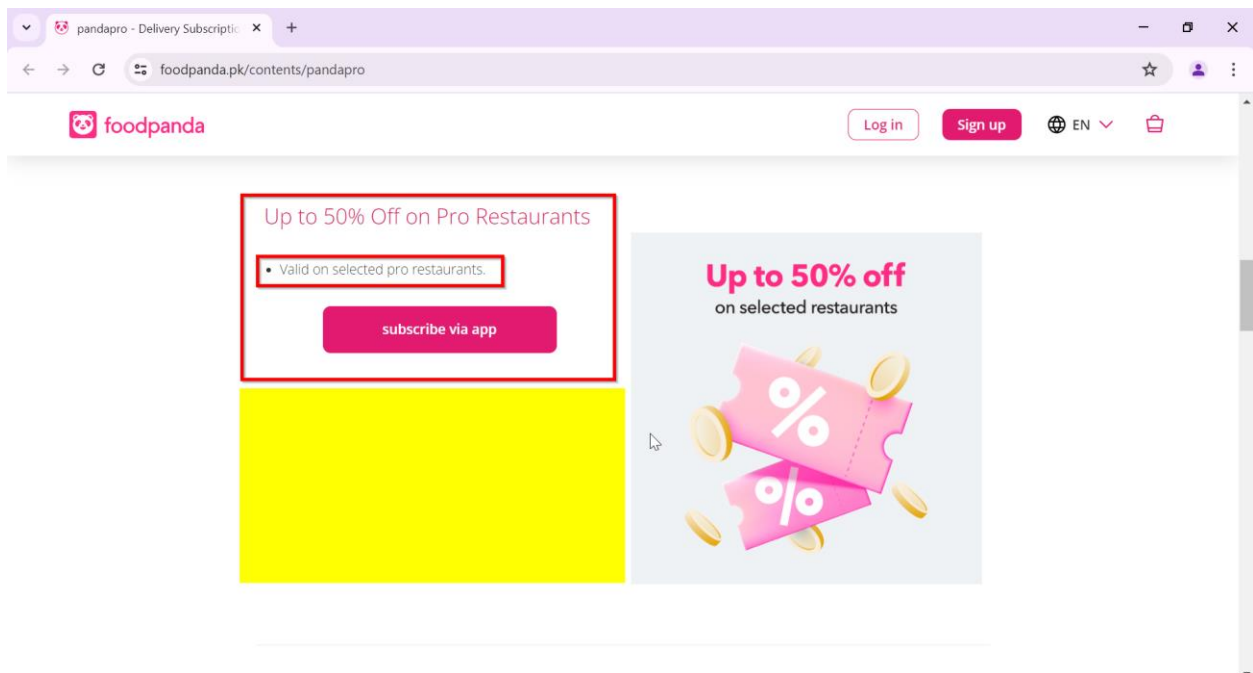 pandapro - Delivery Subscriptio
foodpanda.pk/contents/pandapro
foodpanda
Log in
Sign up
EN
Up to 50% Off on Pro Restaurants
• Valid on selected pro restaurants.
subscribe via app
Up to 50% off
on selected restaurants
%
%